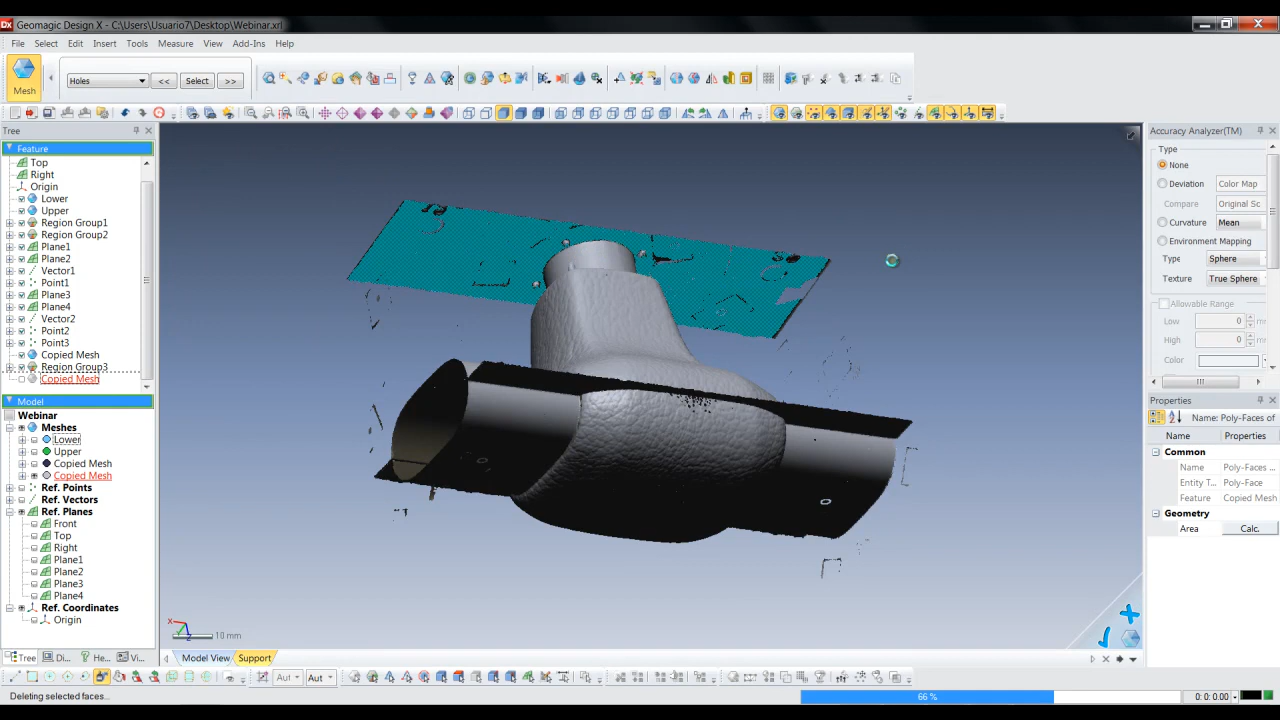 Dx Geomagic Design X - C:\Users\Usuario7\Desktop\Webinar.xrl
File Select Edit Insert Tools Measure View Add-Ins Help
Mesh
Holes << Select >>
Tree
Feature
Top
Right
Origin
Lower
Upper
Region Group1
Region Group2
Plane1
Plane2
Vector1
Point1
Plane3
Plane4
Vector2
Point2
Point3
Copied Mesh
Region Group3
Copied Mesh
Model
Webinar
Meshes
Lower
Upper
Copied Mesh
Copied Mesh
Ref. Points
Ref. Vectors
Ref. Planes
Front
Top
Right
Plane1
Plane2
Plane3
Plane4
Ref. Coordinates
Origin
Tree Di... He... Vi...
X
10 mm
Model View Support
Accuracy Analyzer(TM)
Type
None
Deviation Color Map
Compare Original Sc
Curvature Mean
Environment Mapping
Type Sphere
Texture True Sphere
Allowable Range
Low 0
High 0
Color
Properties
Name: Poly-Faces of
Name Properties
Common
Name Poly-Faces ...
Entity T... Poly-Face
Feature Copied Mesh
Geometry
Area Calc.
Aut Aut
Deleting selected faces... 66 % 0: 0: 0.00